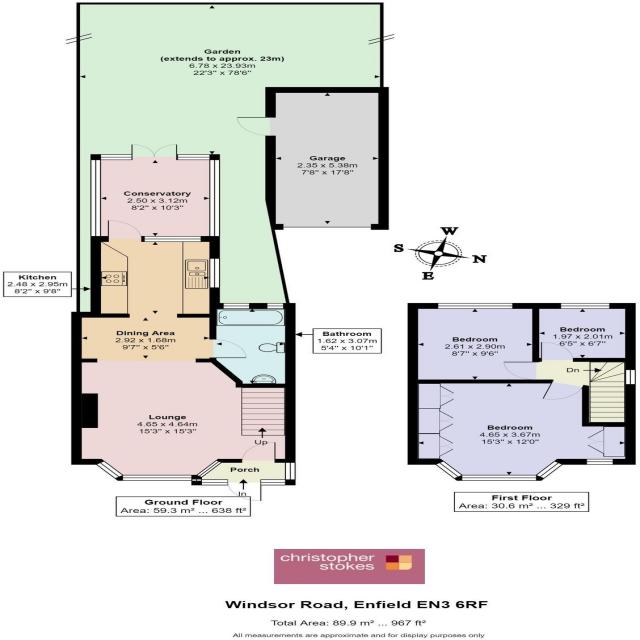 Garden
(extends to approx. 23m)
6.78 x 23.93m
22'3" x 78'6"
Garage
2.35 x 5.38m
7'8" x 17'8"
Conservatory
2.50 x 3.12m
8'2" x 10'3"
W
S
N
E
Kitchen
2.48 x 2.95m
8'2" x 9'8"
Dining Area
2.92 x 1.68m
9'7" x 5'6"
Bathroom
1.62 x 3.07m
5'4" x 10'1"
Lounge
4.65 x 4.64m
15'3" x 15'3"
Up
Porch
In
Ground Floor
Area: 59.3 m² ... 638 ft²
Bedroom
2.61 x 2.90m
8'7" x 9'6"
Bedroom
1.97 x 2.01m
6'5" x 6'7"
Dn
Bedroom
4.65 x 3.67m
15'3" x 12'0"
First Floor
Area: 30.6 m² ... 329 ft²
christopher
stokes
Windsor Road, Enfield EN3 6RF
Total Area: 89.9 m² ... 967 ft²
All measurements are approximate and for display purposes only